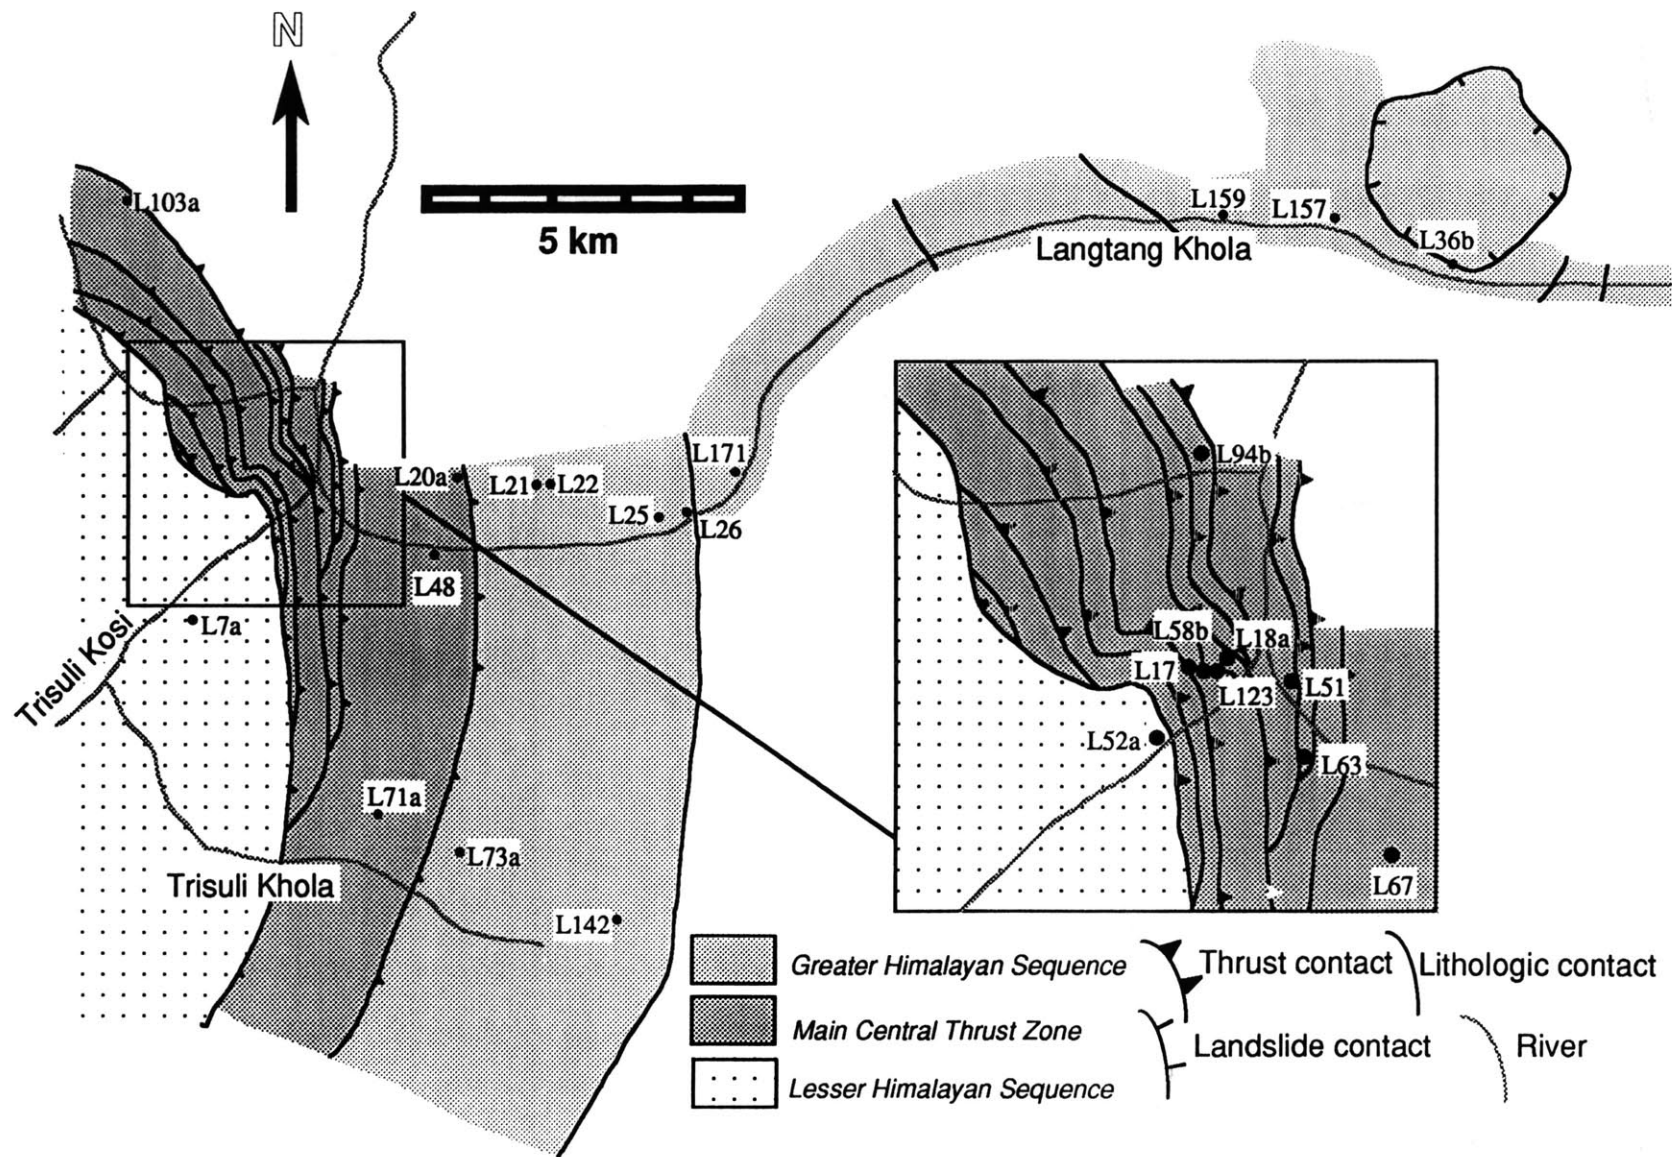 N
L103a
5 km
L159
L157
Langtang Khola
L36b
L20a
L21
L22
L171
L25
L26
L48
L7a
Trisuli Kosi
L71a
L73a
Trisuli Khola
L142
L94b
L58b
L18a
L17
L123
L51
L52a
L63
L67
Greater Himalayan Sequence
Thrust contact
Lithologic contact
Main Central Thrust Zone
Landslide contact
River
Lesser Himalayan Sequence